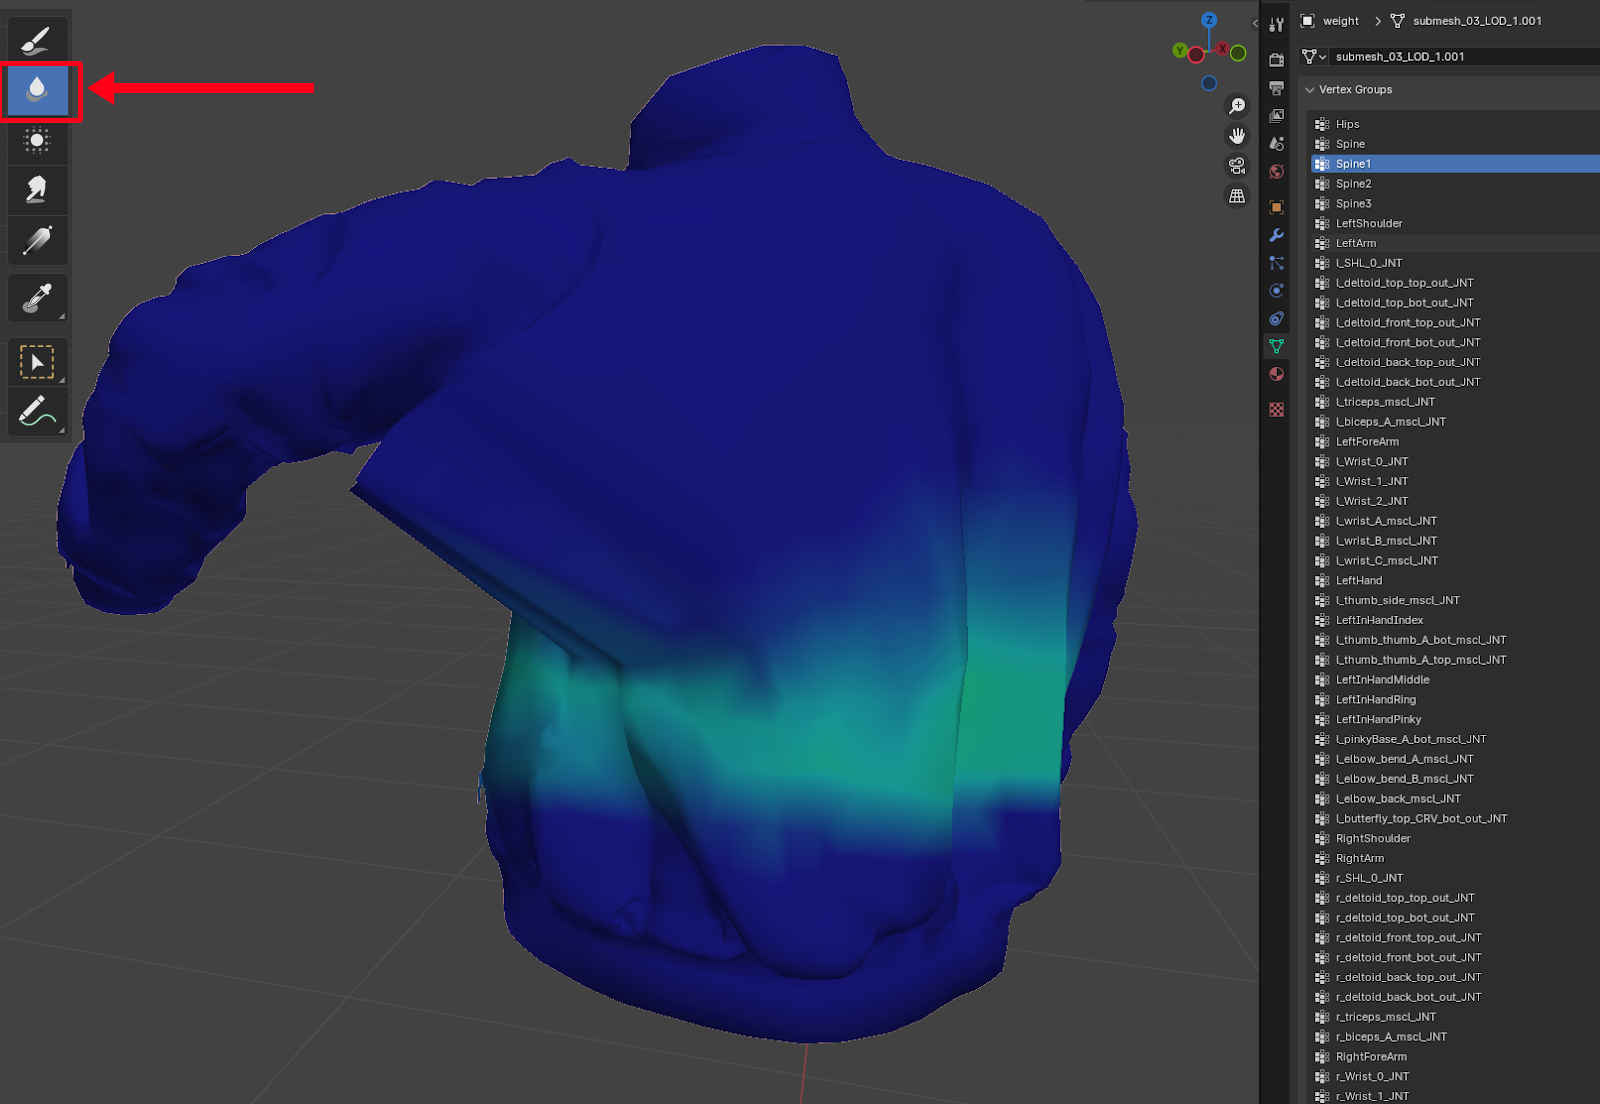 Z
Y
X
weight > submesh_03_LOD_1.001
submesh_03_LOD_1.001
Vertex Groups
Hips
Spine
Spine1
Spine2
Spine3
LeftShoulder
LeftArm
l_SHL_0_JNT
l_deltoid_top_top_out_JNT
l_deltoid_top_bot_out_JNT
l_deltoid_front_top_out_JNT
l_deltoid_front_bot_out_JNT
l_deltoid_back_top_out_JNT
l_deltoid_back_bot_out_JNT
l_triceps_mscl_JNT
l_biceps_A_mscl_JNT
LeftForeArm
l_Wrist_0_JNT
l_Wrist_1_JNT
l_Wrist_2_JNT
l_wrist_A_mscl_JNT
l_wrist_B_mscl_JNT
l_wrist_C_mscl_JNT
LeftHand
l_thumb_side_mscl_JNT
LeftInHandIndex
l_thumb_thumb_A_bot_mscl_JNT
l_thumb_thumb_A_top_mscl_JNT
LeftInHandMiddle
LeftInHandRing
LeftInHandPinky
l_pinkyBase_A_bot_mscl_JNT
l_elbow_bend_A_mscl_JNT
l_elbow_bend_B_mscl_JNT
l_elbow_back_mscl_JNT
l_butterfly_top_CRV_bot_out_JNT
RightShoulder
RightArm
r_SHL_0_JNT
r_deltoid_top_top_out_JNT
r_deltoid_top_bot_out_JNT
r_deltoid_front_top_out_JNT
r_deltoid_front_bot_out_JNT
r_deltoid_back_top_out_JNT
r_deltoid_back_bot_out_JNT
r_triceps_mscl_JNT
r_biceps_A_mscl_JNT
RightForeArm
r_Wrist_0_JNT
r_Wrist_1_JNT